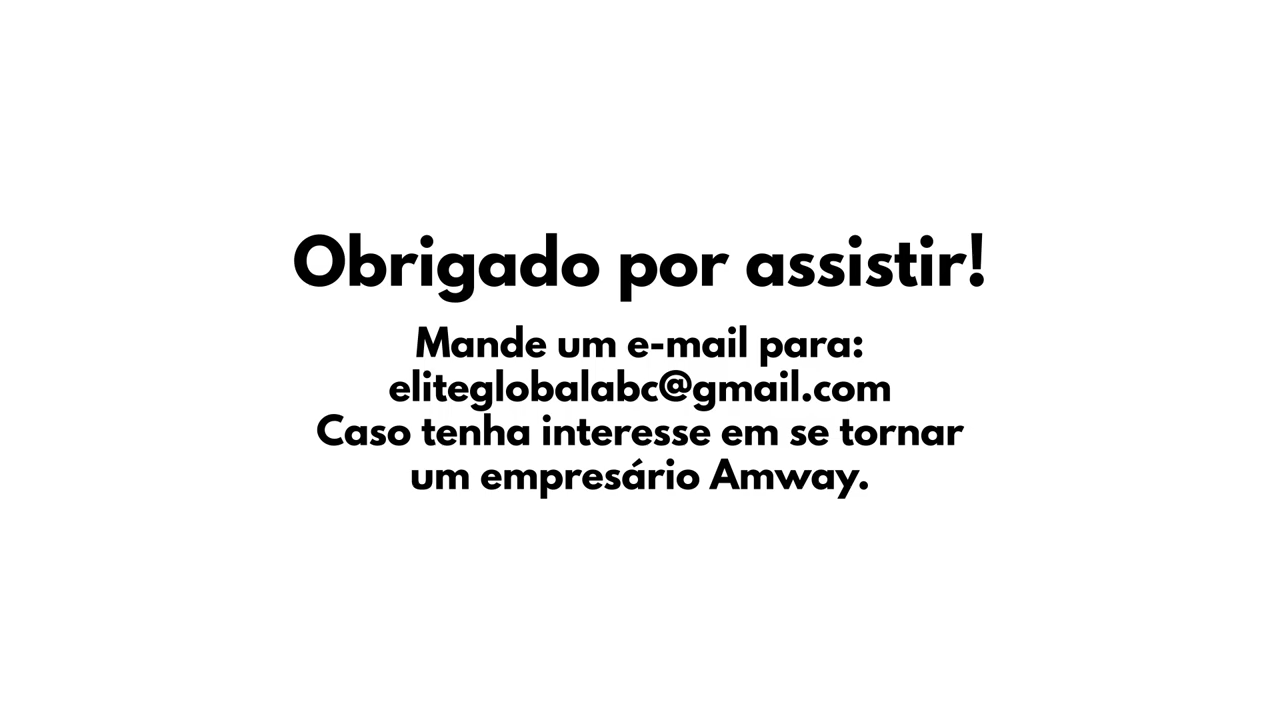 Obrigado por assistir!
Mande um e-mail para:
eliteglobalabc@gmail.com
Caso tenha interesse em se tornar
um empresário Amway.